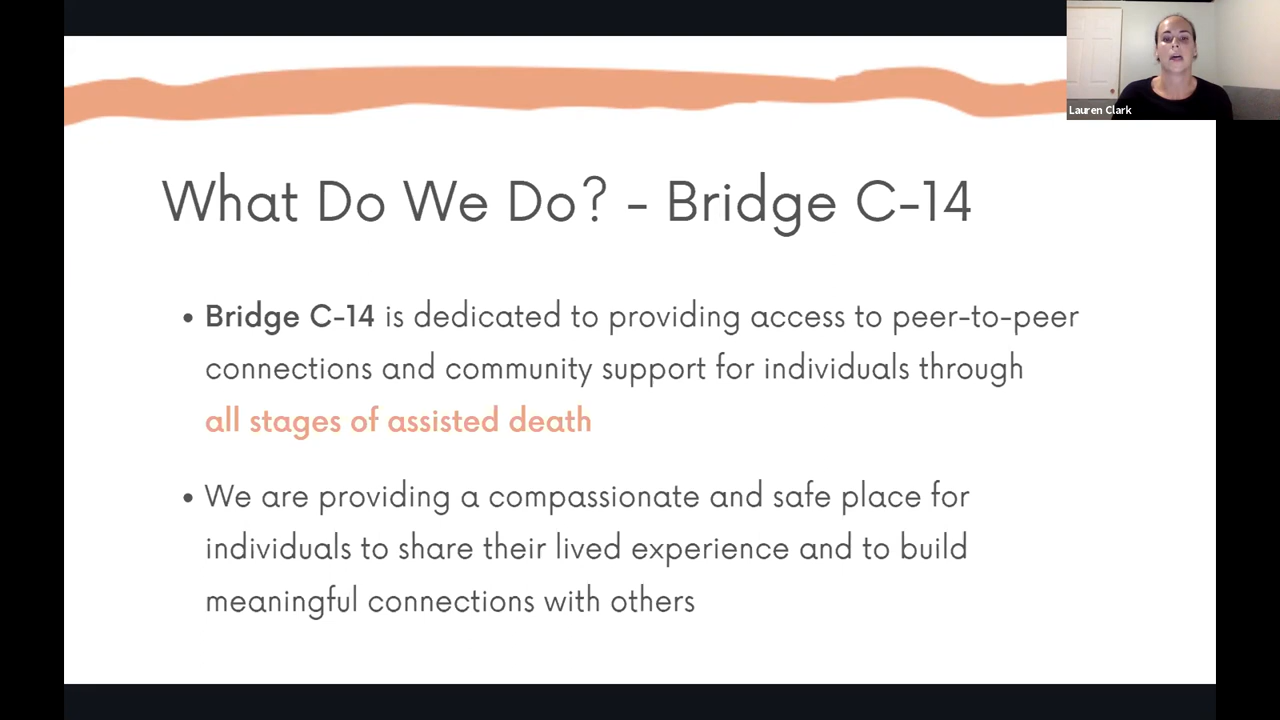 Lauren Clark
What Do We Do? - Bridge C-14
• Bridge C-14 is dedicated to providing access to peer-to-peer
connections and community support for individuals through
all stages of assisted death
• We are providing a compassionate and safe place for
individuals to share their lived experience and to build
meaningful connections with others